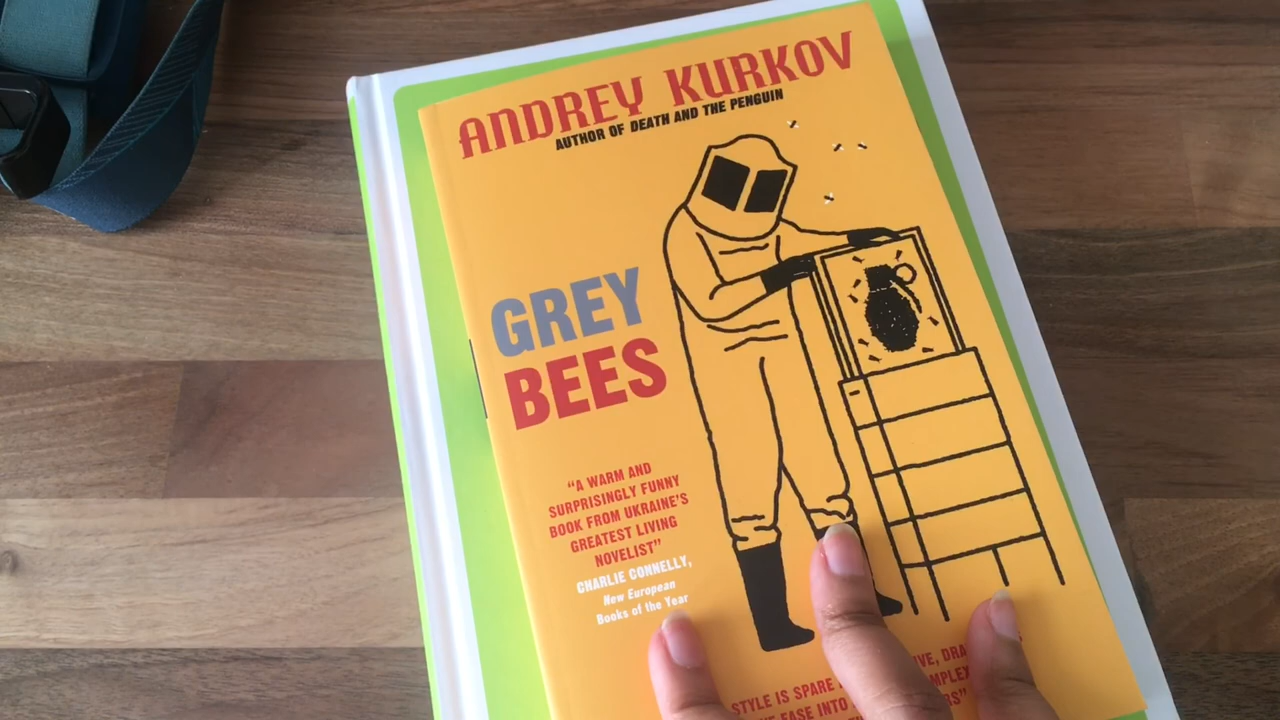 ANDREY KURKOV
AUTHOR OF DEATH AND THE PENGUIN
GREY
BEES
“A WARM AND
SURPRISINGLY FUNNY
BOOK FROM UKRAINE’S
GREATEST LIVING
NOVELIST”
CHARLIE CONNELLY,
New European
Books of the Year
STYLE IS SPARE
EASE INTO